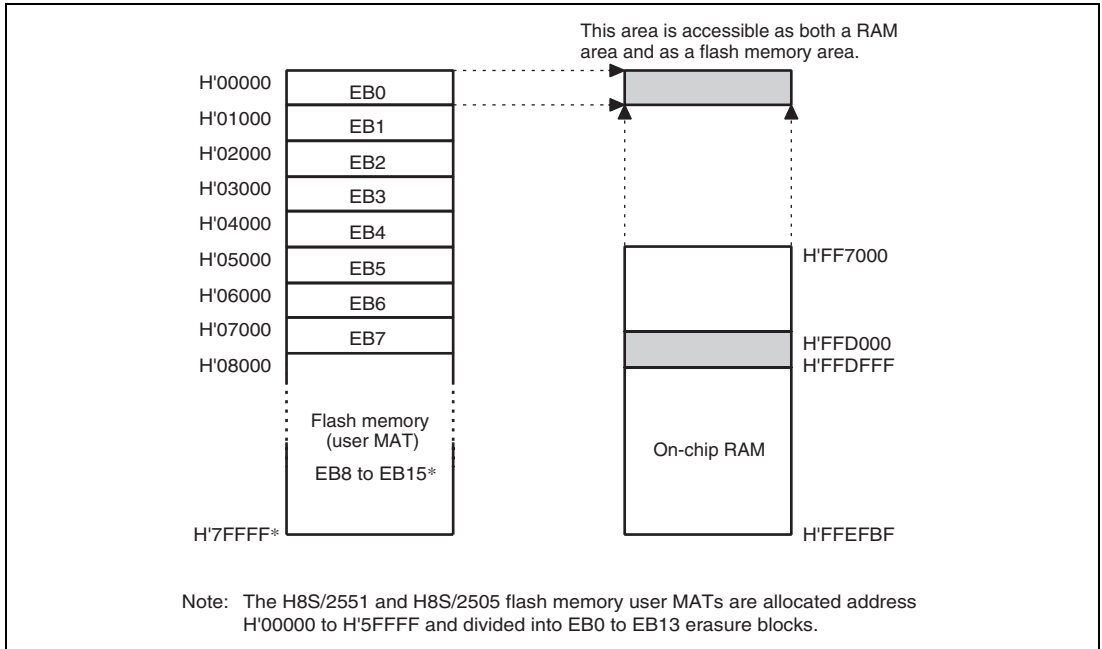 This area is accessible as both a RAM
area and as a flash memory area.
H'00000
EB0
H'01000
EB1
H'02000
EB2
H'03000
EB3
H'04000
EB4
H'05000
EB5
H'06000
EB6
H'07000
EB7
H'08000
Flash memory
(user MAT)
EB8 to EB15*
H'7FFFF*
H'FF7000
H'FFD000
H'FFDFFF
On-chip RAM
H'FFEFBF
Note: The H8S/2551 and H8S/2505 flash memory user MATs are allocated address
H'00000 to H'5FFFF and divided into EB0 to EB13 erasure blocks.